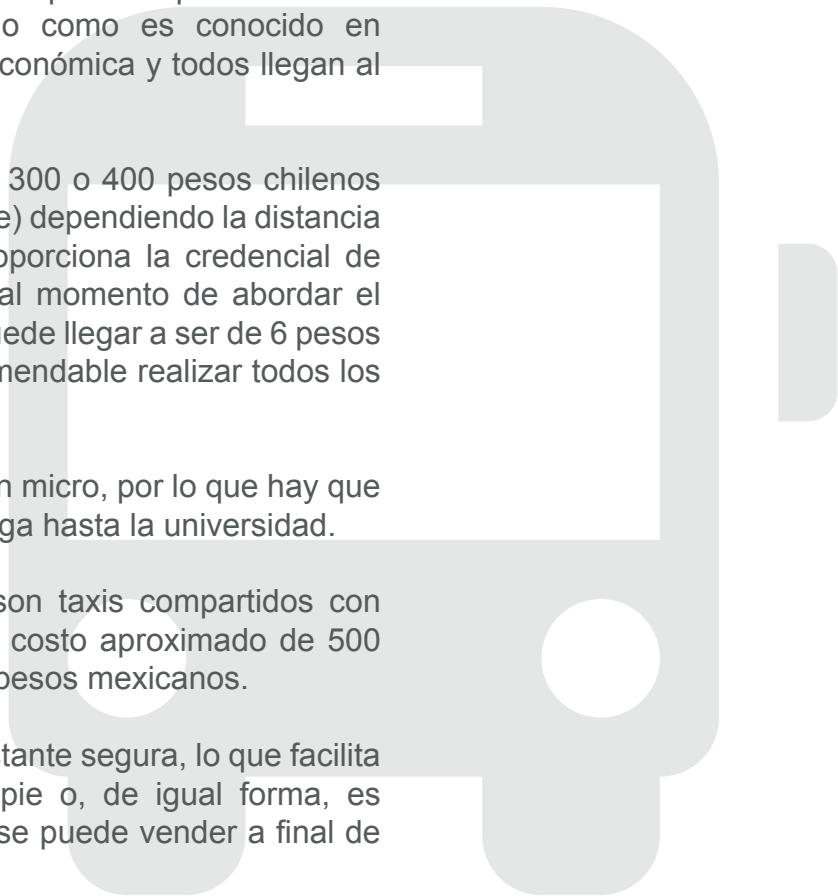 o como es conocido en
conómica y todos llegan al
300 o 400 pesos chilenos
e) dependiendo la distancia
oporciona la credencial de
al momento de abordar el
uede llegar a ser de 6 pesos
mendable realizar todos los
n micro, por lo que hay que
ga hasta la universidad.
son taxis compartidos con
costo aproximado de 500
pesos mexicanos.
stante segura, lo que facilita
pie o, de igual forma, es
se puede vender a final de